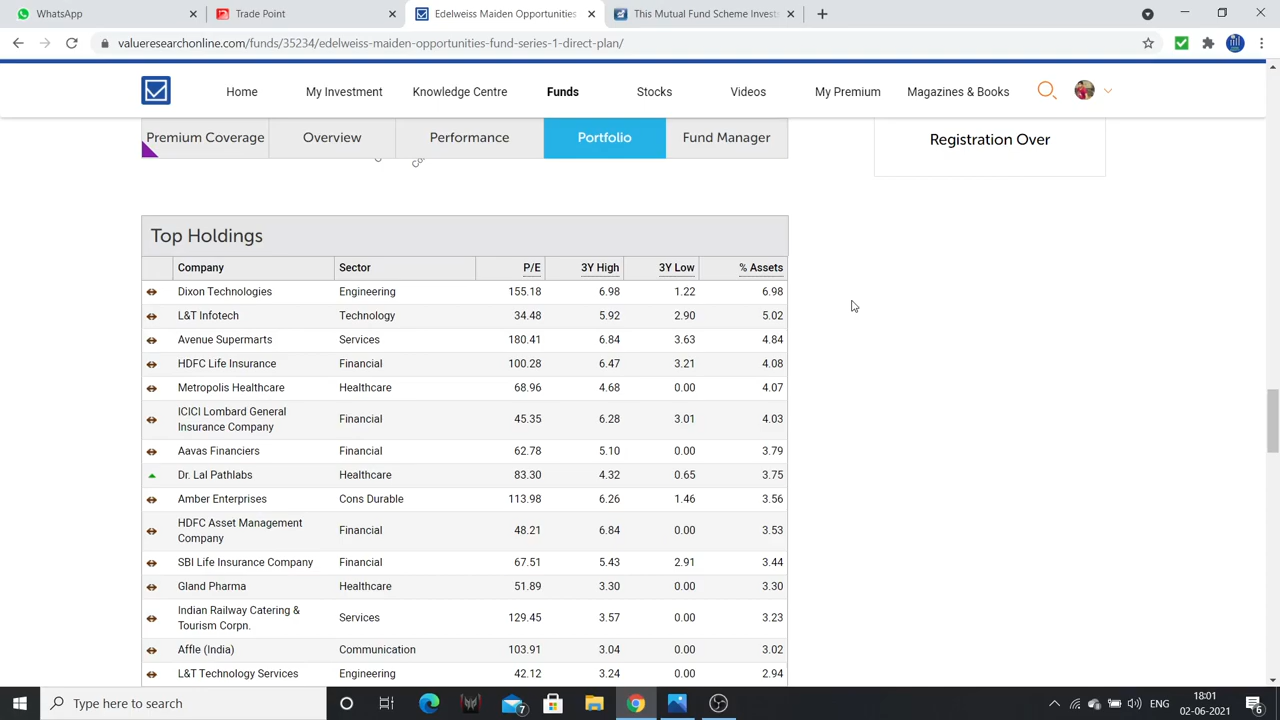 WhatsApp
Trade Point
Edelweiss Maiden Opportunities
This Mutual Fund Scheme Invest
valueresearchonline.com/funds/35234/edelweiss-maiden-opportunities-fund-series-1-direct-plan/
Home My Investment Knowledge Centre Funds Stocks Videos My Premium Magazines & Books
Premium Coverage Overview Performance Portfolio Fund Manager
Registration Over
Top Holdings
Company Sector P/E 3Y High 3Y Low % Assets
Dixon Technologies Engineering 155.18 6.98 1.22 6.98
L&T Infotech Technology 34.48 5.92 2.90 5.02
Avenue Supermarts Services 180.41 6.84 3.63 4.84
HDFC Life Insurance Financial 100.28 6.47 3.21 4.08
Metropolis Healthcare Healthcare 68.96 4.68 0.00 4.07
ICICI Lombard General
Insurance Company Financial 45.35 6.28 3.01 4.03
Aavas Financiers Financial 62.78 5.10 0.00 3.79
Dr. Lal Pathlabs Healthcare 83.30 4.32 0.65 3.75
Amber Enterprises Cons Durable 113.98 6.26 1.46 3.56
HDFC Asset Management
Company Financial 48.21 6.84 0.00 3.53
SBI Life Insurance Company Financial 67.51 5.43 2.91 3.44
Gland Pharma Healthcare 51.89 3.30 0.00 3.30
Indian Railway Catering &
Tourism Corpn. Services 129.45 3.57 0.00 3.23
Affle (India) Communication 103.91 3.04 0.00 3.02
L&T Technology Services Engineering 42.12 3.24 0.00 2.94
Type here to search
7
ENG
18:01
02-06-2021
6